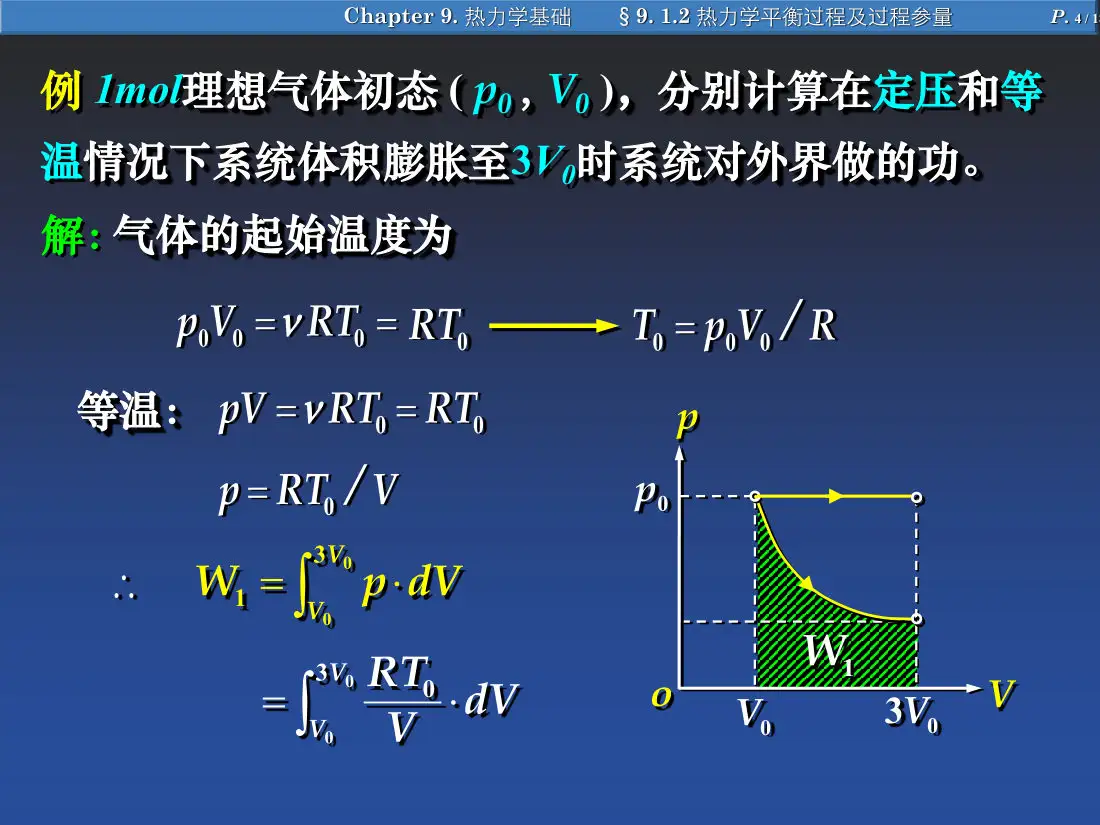 Chapter 9. 热力学基础 §9. 1.2 热力学平衡过程及过程参量 P. 4 / 1
例 1mol理想气体初态 ( p₀ , V₀ )，分别计算在定压和等
温情况下系统体积膨胀至3V₀时系统对外界做的功。
解: 气体的起始温度为
p₀V₀ = ν RT₀ = RT₀ → T₀ = p₀V₀ / R
等温: pV = ν RT₀ = RT₀
p = RT₀ / V
∴ W₁ = ∫_{V₀}^{3V₀} p · dV
= ∫_{V₀}^{3V₀} RT₀/V · dV
p
p₀
W₁
o V₀ 3V₀ V